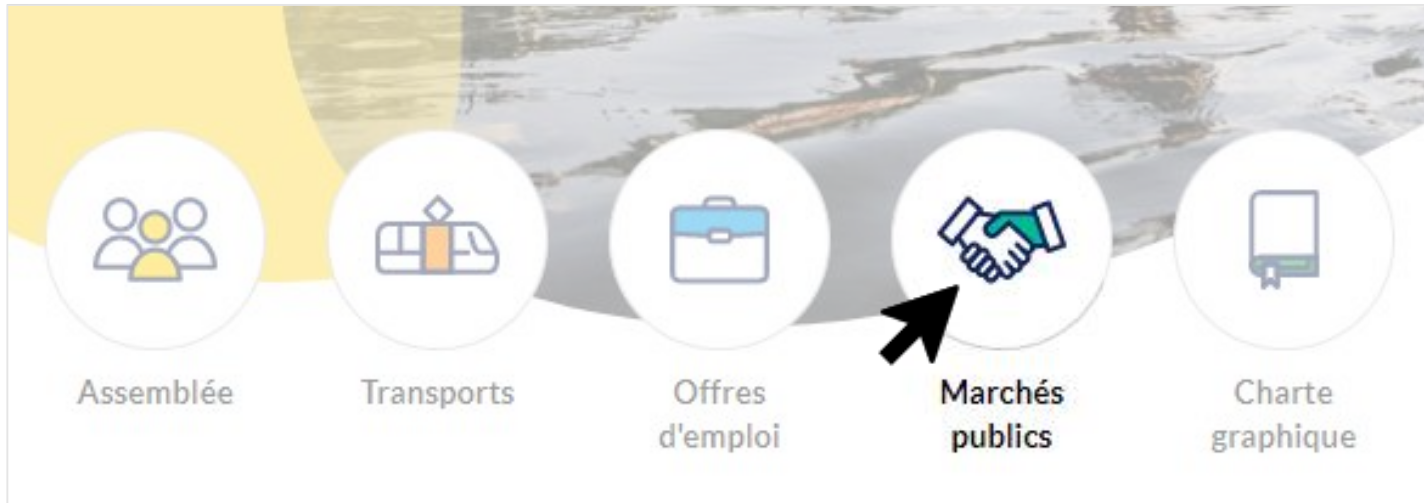 Assemblée
Transports
Offres
d'emploi
Marchés
publics
Charte
graphique